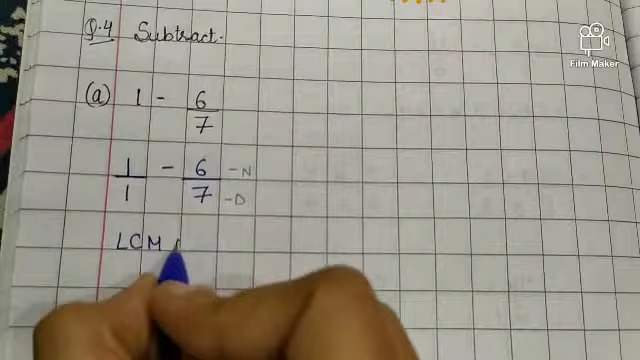 Q.4 Subtract.
Film Maker
(a) 1 - 6/7
1/1 - 6/7 -N -D
LCM